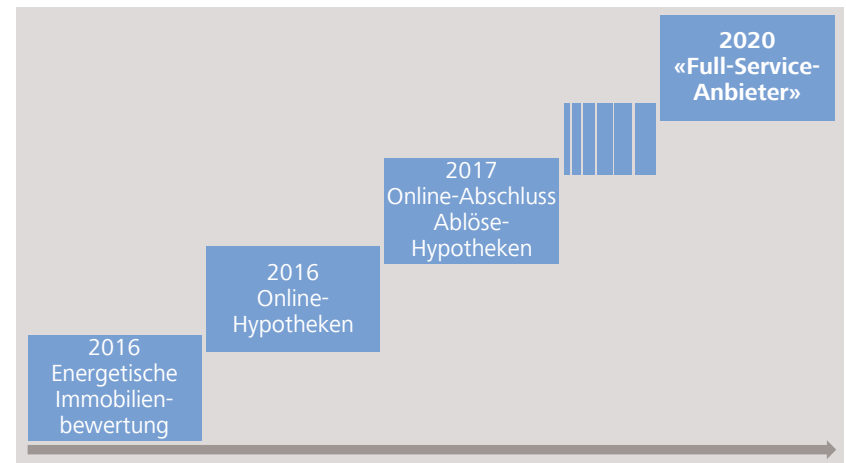 2020
«Full-Service-
Anbieter»
2017
Online-Abschluss
Ablöse-
Hypotheken
2016
Online-
Hypotheken
2016
Energetische
Immobilien-
bewertung